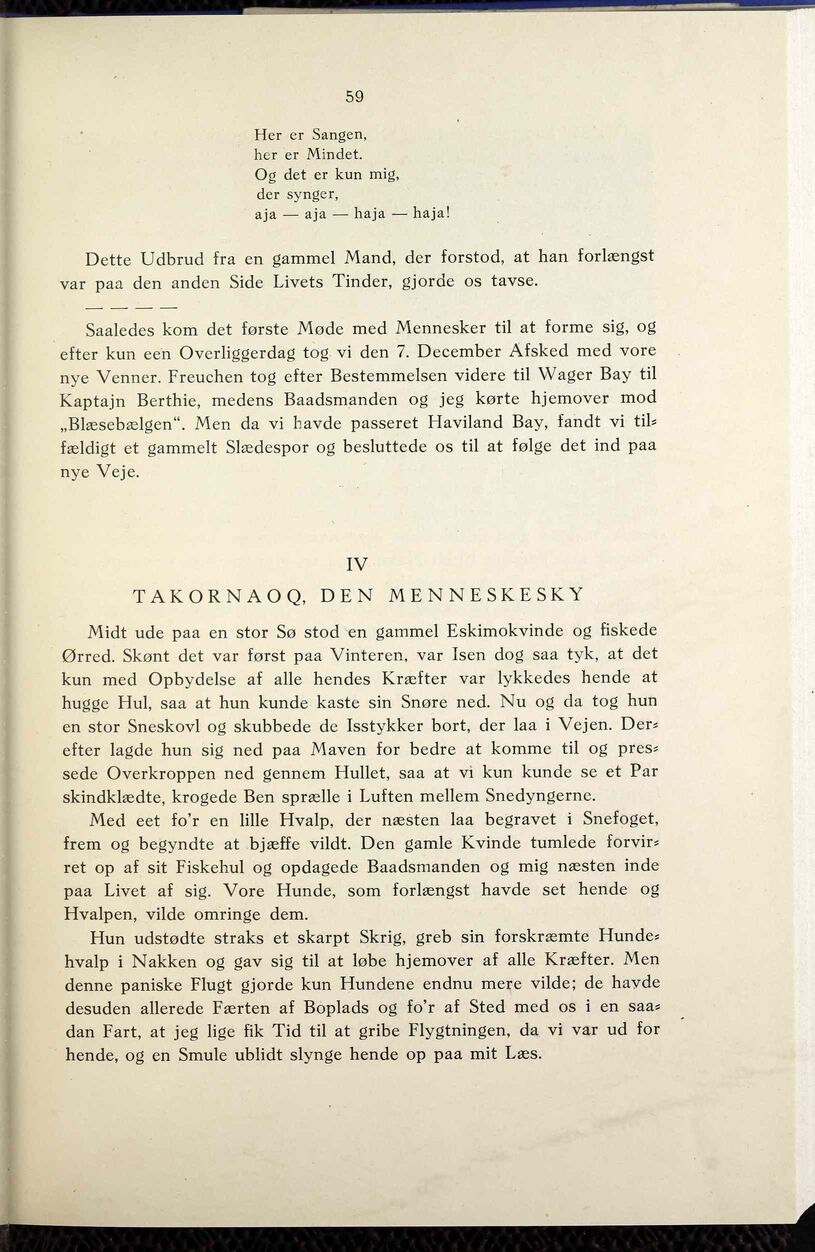 59
Her er Sangen,
her er Mindet.
Og det er kun mig,
der synger,
aja — aja — haja — haja!
Dette Udbrud fra en gammel Mand, der forstod, at han forlængst
var paa den anden Side Livets Tinder, gjorde os tavse.
— — — —
Saaledes kom det første Møde med Mennesker til at forme sig, og
efter kun een Overliggerdag tog vi den 7. December Afsked med vore
nye Venner. Freuchen tog efter Bestemmelsen videre til Wager Bay til
Kaptajn Berthie, medens Baadsmanden og jeg kørte hjemover mod
„Blæsebælgen“. Men da vi havde passeret Haviland Bay, fandt vi til⸗
fældigt et gammelt Slædespor og besluttede os til at følge det ind paa
nye Veje.
IV
TAKORNAOQ, DEN MENNESKESKY
Midt ude paa en stor Sø stod en gammel Eskimokvinde og fiskede
Ørred. Skønt det var først paa Vinteren, var Isen dog saa tyk, at det
kun med Opbydelse af alle hendes Kræfter var lykkedes hende at
hugge Hul, saa at hun kunde kaste sin Snøre ned. Nu og da tog hun
en stor Sneskovl og skubbede de Isstykker bort, der laa i Vejen. Der⸗
efter lagde hun sig ned paa Maven for bedre at komme til og pres⸗
sede Overkroppen ned gennem Hullet, saa at vi kun kunde se et Par
skindklædte, krogede Ben sprælle i Luften mellem Snedyngerne.
Med eet fo'r en lille Hvalp, der næsten laa begravet i Snefoget,
frem og begyndte at bjæffe vildt. Den gamle Kvinde tumlede forvir⸗
ret op af sit Fiskehul og opdagede Baadsmanden og mig næsten inde
paa Livet af sig. Vore Hunde, som forlængst havde set hende og
Hvalpen, vilde omringe dem.
Hun udstødte straks et skarpt Skrig, greb sin forskræmte Hunde⸗
hvalp i Nakken og gav sig til at løbe hjemover af alle Kræfter. Men
denne paniske Flugt gjorde kun Hundene endnu mere vilde; de havde
desuden allerede Færten af Boplads og fo'r af Sted med os i en saa⸗
dan Fart, at jeg lige fik Tid til at gribe Flygtningen, da vi var ud for
hende, og en Smule ublidt slynge hende op paa mit Læs.